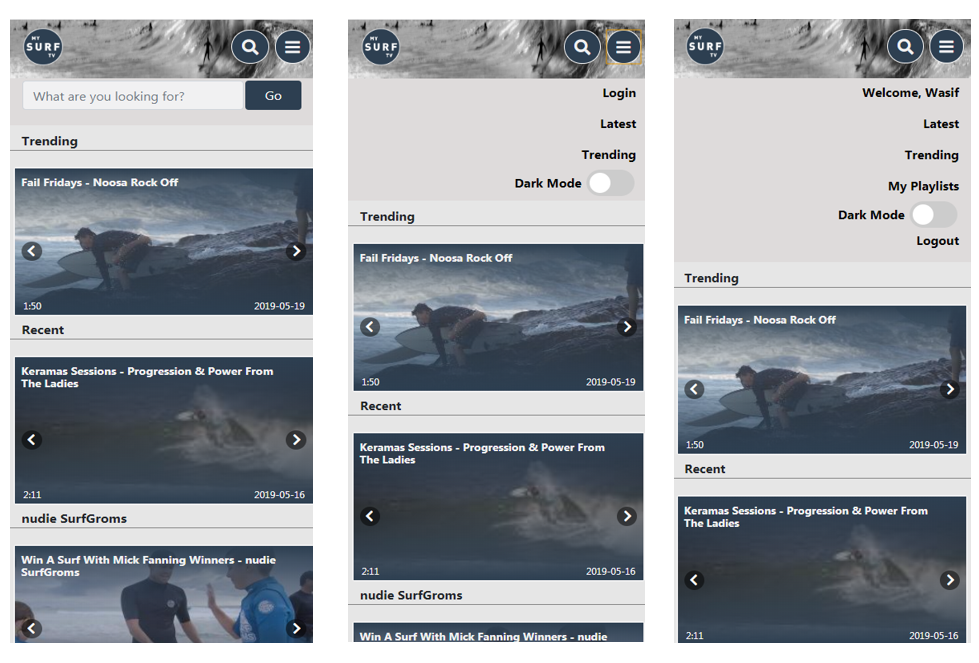 MY
SURF
TV
What are you looking for?
Go
Trending
Fail Fridays - Noosa Rock Off
1:50
2019-05-19
Recent
Keramas Sessions - Progression & Power From
The Ladies
2:11
2019-05-16
nudie SurfGroms
Win A Surf With Mick Fanning Winners - nudie
SurfGroms
MY
SURF
TV
Login
Latest
Trending
Dark Mode
Trending
Fail Fridays - Noosa Rock Off
1:50
2019-05-19
Recent
Keramas Sessions - Progression & Power From
The Ladies
2:11
2019-05-16
nudie SurfGroms
Win A Surf With Mick Fanning Winners - nudie
MY
SURF
TV
Welcome, Wasif
Latest
Trending
My Playlists
Dark Mode
Logout
Trending
Fail Fridays - Noosa Rock Off
1:50
2019-05-19
Recent
Keramas Sessions - Progression & Power From
The Ladies
2:11
2019-05-16